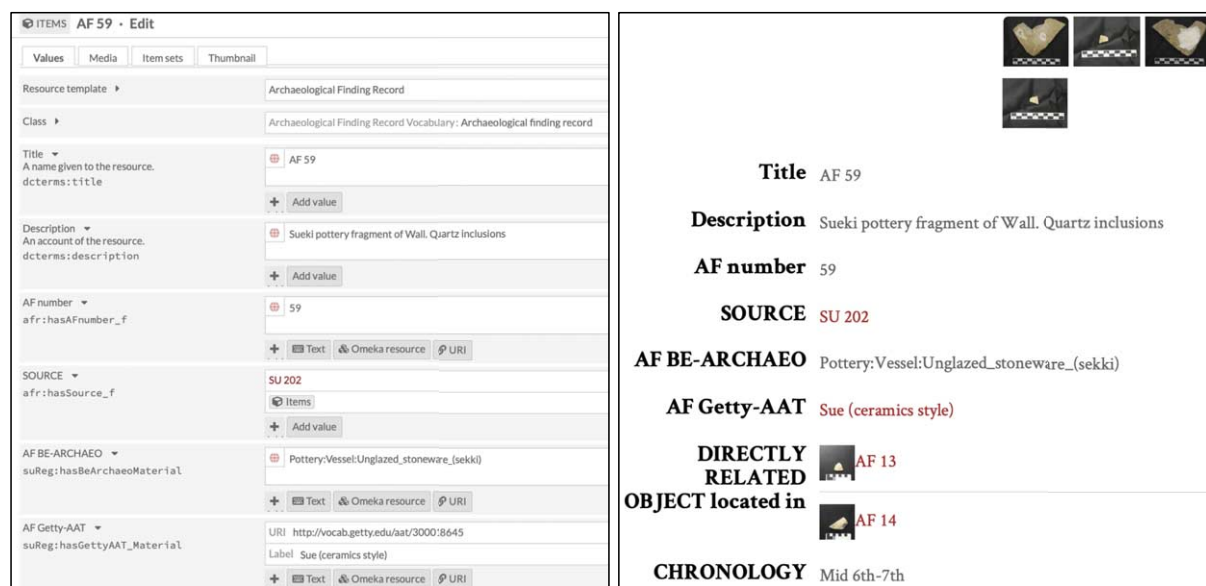 ITEMS AF 59 · Edit
Values Media Item sets Thumbnail
Resource template
Archaeological Finding Record
Class
Archaeological Finding Record Vocabulary: Archaeological finding record
Title
A name given to the resource.
dcterms:title
AF 59
+ Add value
Description
An account of the resource.
dcterms:description
Sueki pottery fragment of Wall. Quartz inclusions
+ Add value
AF number
afr:hasAFnumber_f
59
+ Text Omeka resource URI
SOURCE
afr:hasSource_f
SU 202
Items
+ Add value
AF BE-ARCHAEO
suReg:hasBeArchaeoMaterial
Pottery:Vessel:Unglazed_stoneware_(sekki)
+ Text Omeka resource URI
AF Getty-AAT
suReg:hasGettyAAT_Material
URI http://vocab.getty.edu/aat/300018645
Label Sue (ceramics style)
+ Text Omeka resource URI
Title AF 59
Description Sueki pottery fragment of Wall. Quartz inclusions
AF number 59
SOURCE SU 202
AF BE-ARCHAEO Pottery:Vessel:Unglazed_stoneware_(sekki)
AF Getty-AAT Sue (ceramics style)
DIRECTLY
RELATED
OBJECT located in
AF 13
AF 14
CHRONOLOGY Mid 6th-7th